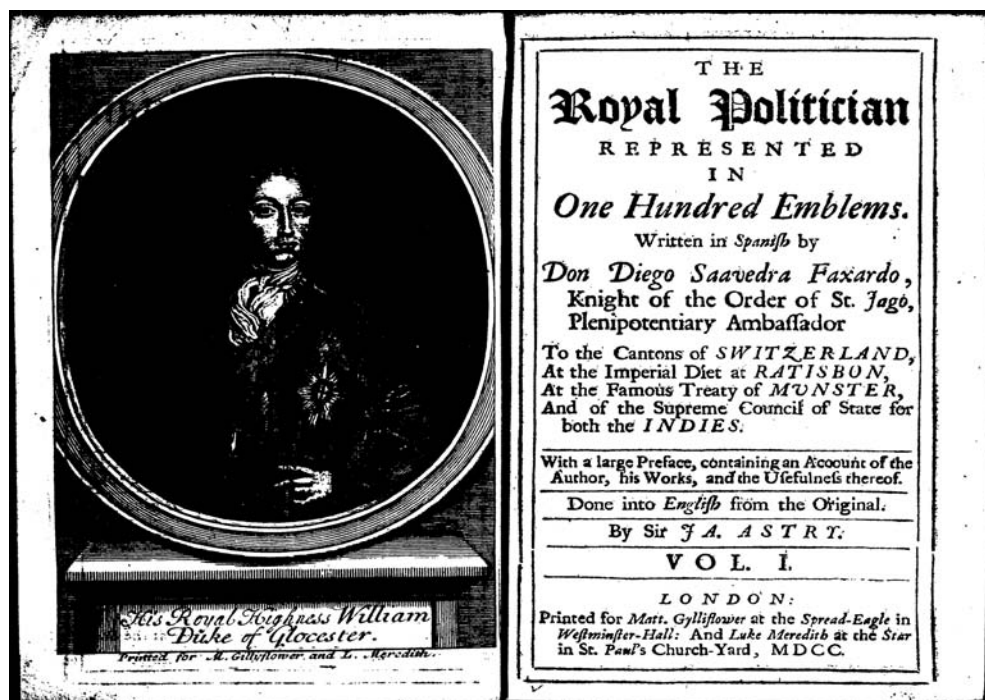 His Royal Highness William
Duke of Glocester.
Printed for M. Gillyflower and L. Meredith.
THE
Royal Politician
REPRESENTED
IN
One Hundred Emblems.
Written in Spaniſh by
Don Diego Saavedra Faxardo,
Knight of the Order of St. Jago,
Plenipotentiary Ambaſſador
To the Cantons of SWITZERLAND,
At the Imperial Diet at RATISBON,
At the Famous Treaty of MUNSTER,
And of the Supreme Council of State for
both the INDIES.
With a large Preface, containing an Account of the
Author, his Works, and the Uſefulneſs thereof.
Done into Engliſh from the Original.
By Sir JA. ASTRY.
VOL. I.
LONDON:
Printed for Matt. Gylliflower at the Spread-Eagle in
Weſtminſter-Hall: And Luke Meredith at the Star
in St. Paul's Church-Yard, MDCC.